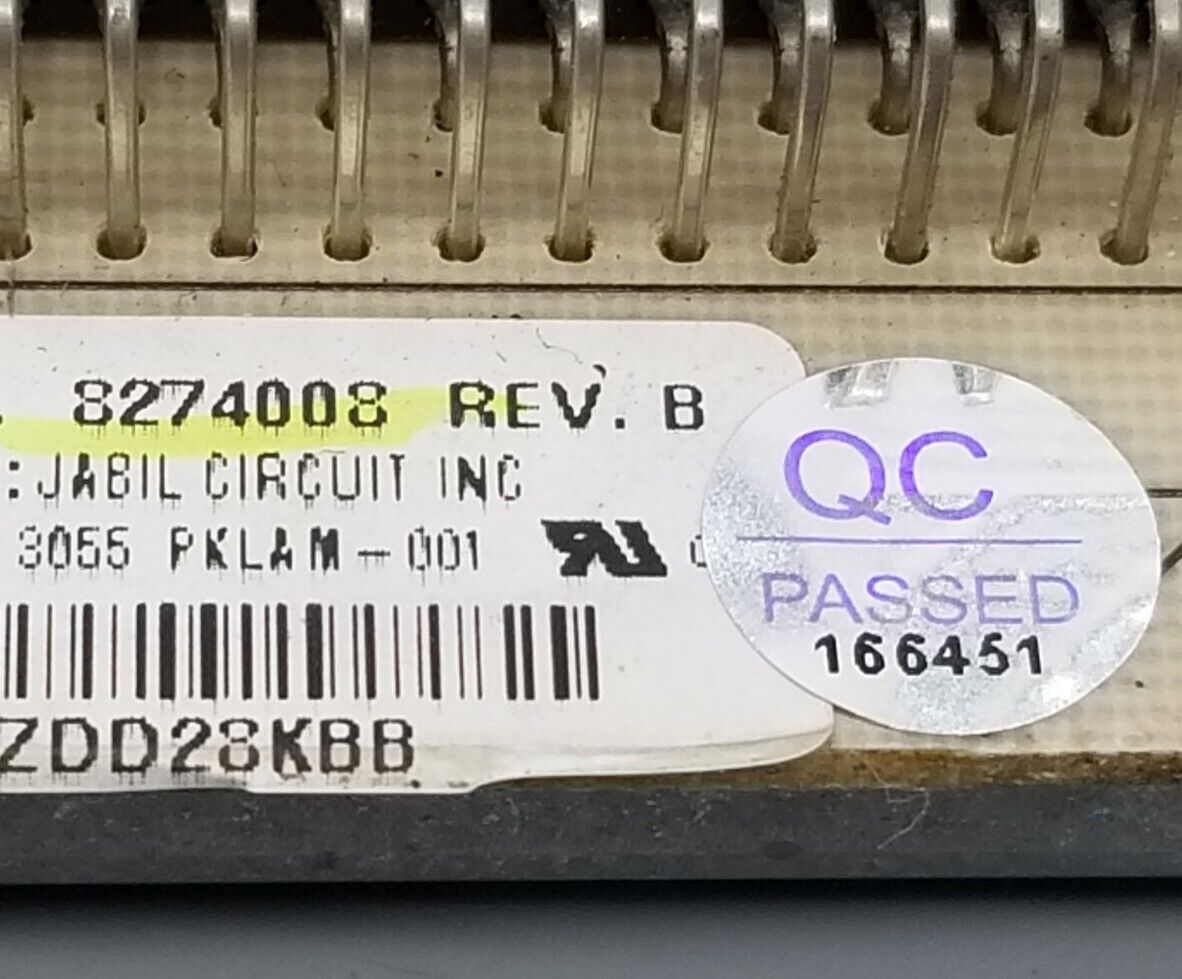 8274008 REV. B
: JABIL CIRCUIT INC
3055 PKLAM-001
ZDD28KBB
QC
PASSED
166451